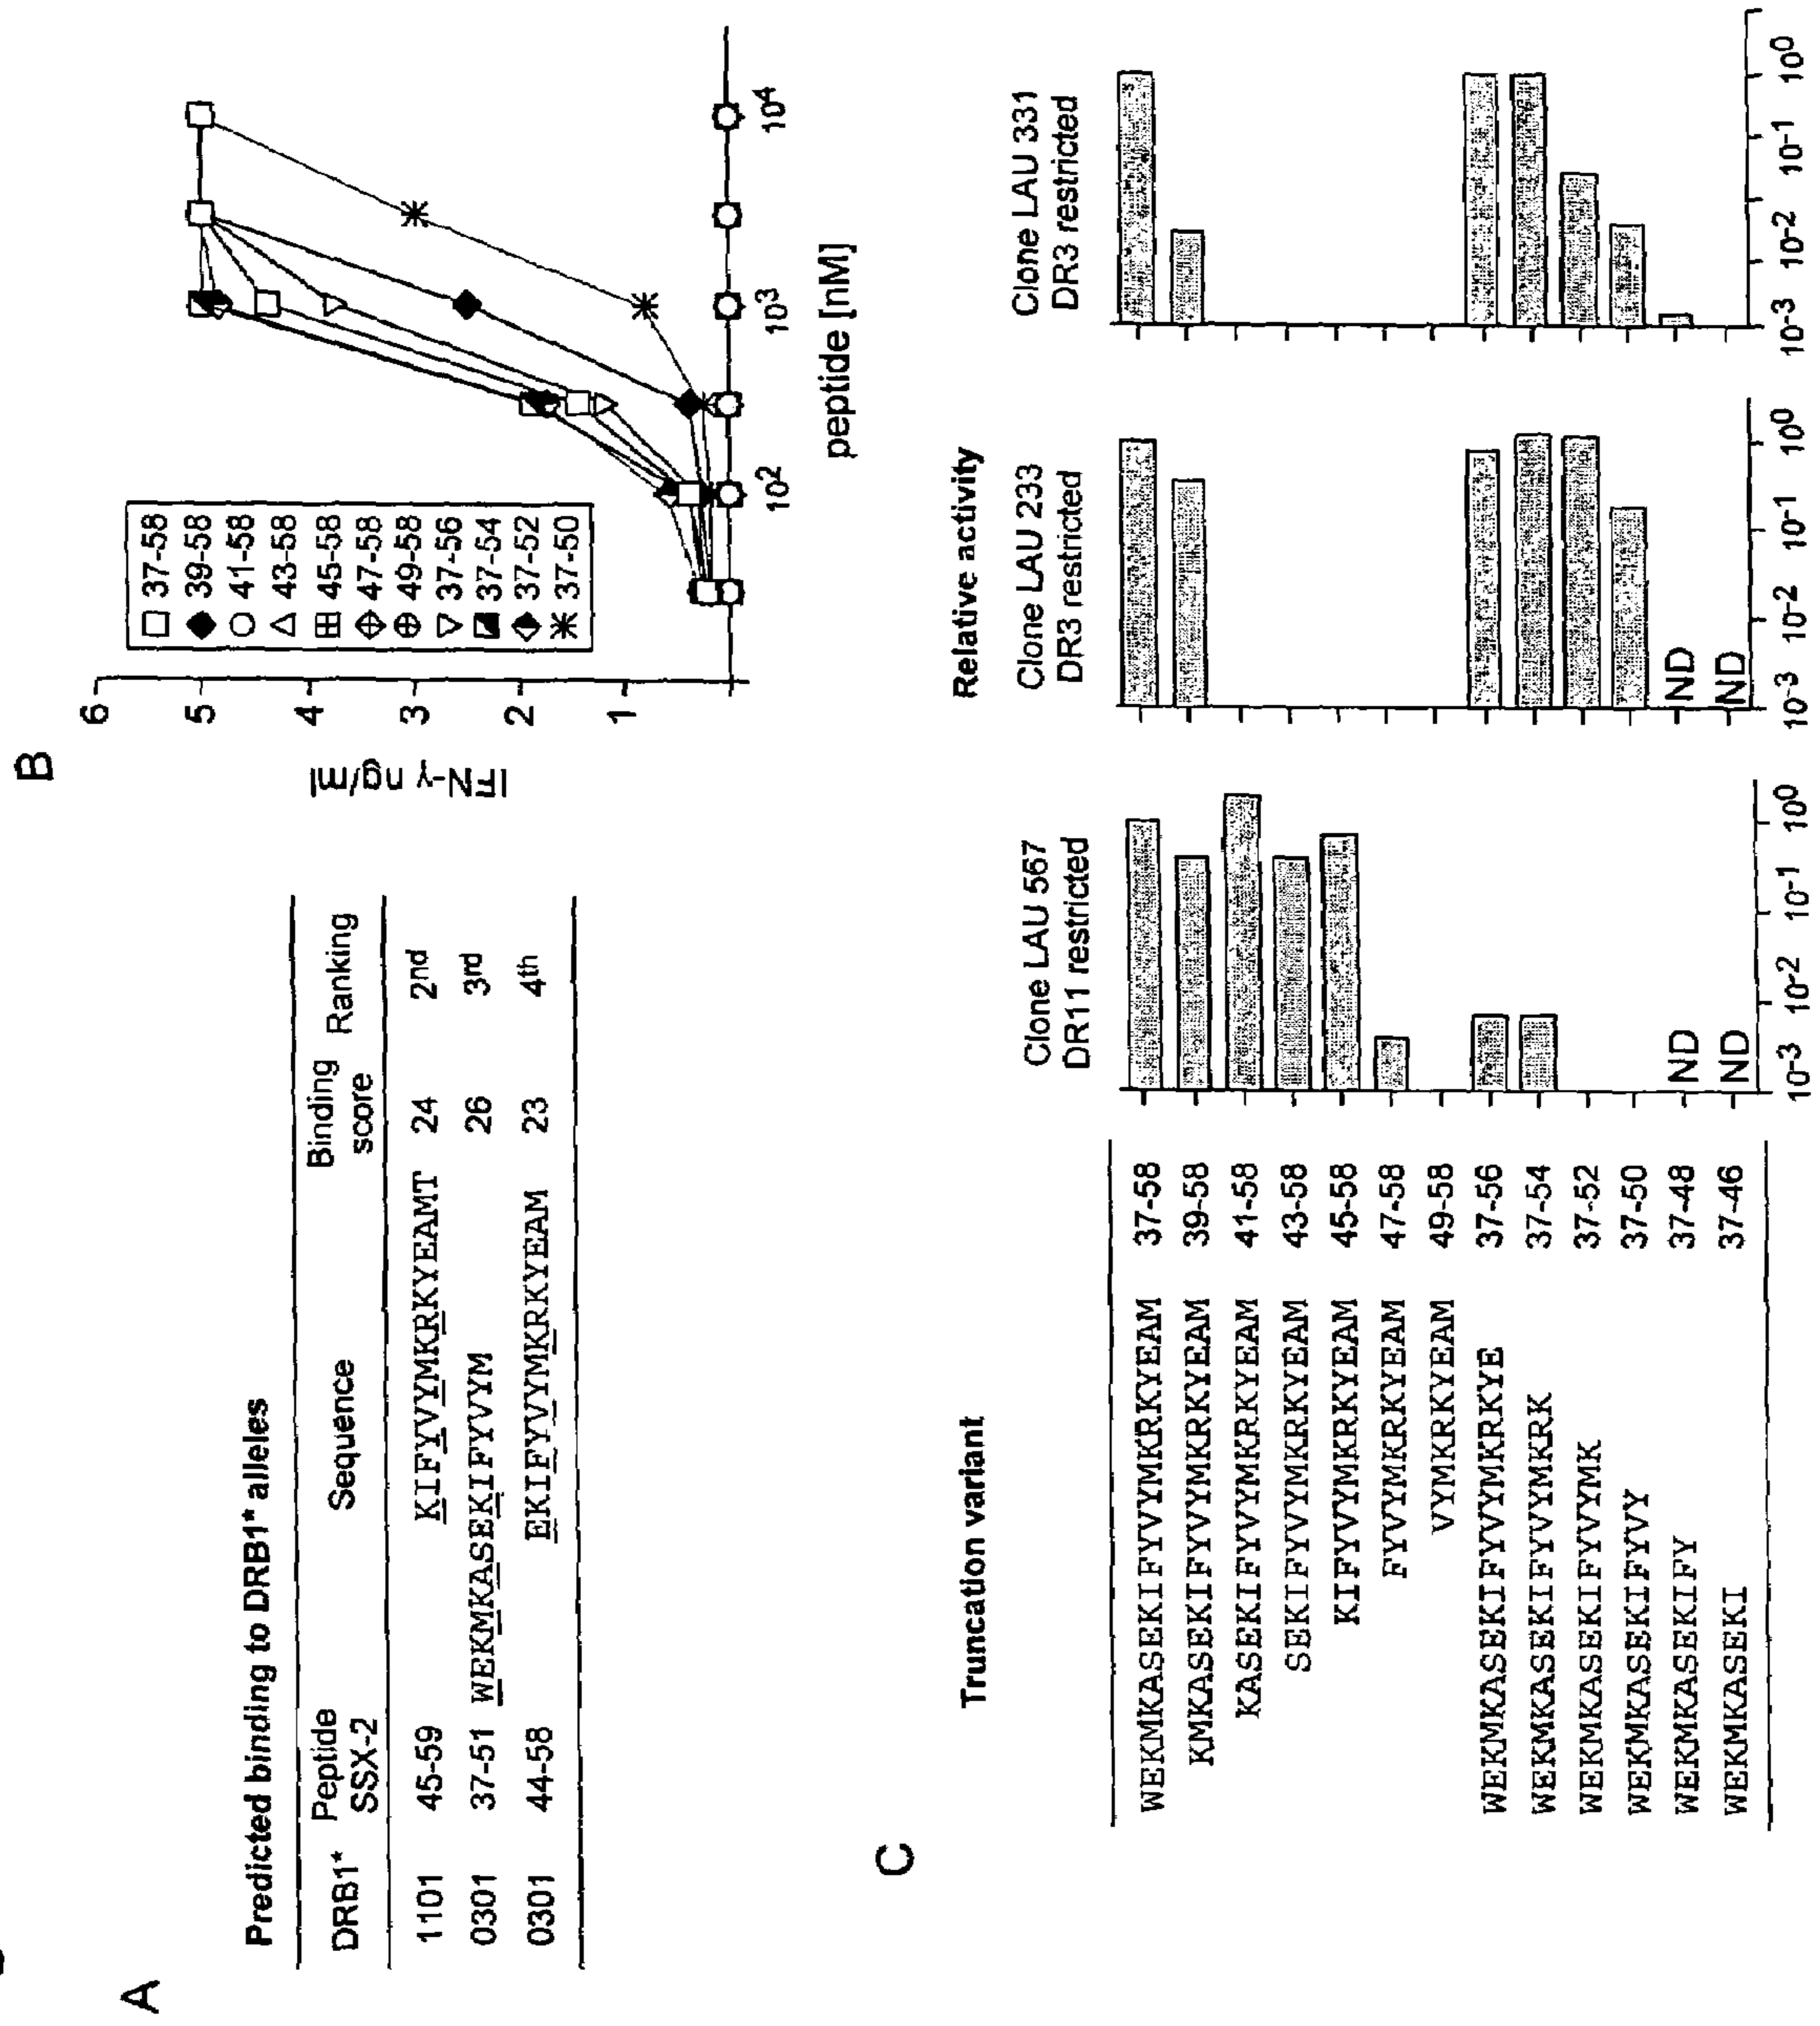 A
Predicted binding to DRB1* alleles
DRB1* Peptide SSX-2 Sequence Binding score Ranking
1101 45-59 KIFYVYMKRKYEAMT 24 2nd
0301 37-51 WEKMKASEKIFYVYM 26 3rd
0301 44-58 EKIFYVYMKRKYEAM 23 4th
B
IFN-γ ng/ml
6
5
4
3
2
1
37-58
39-58
41-58
43-58
45-58
47-58
49-58
37-56
37-54
37-52
37-50
10² 10³ 10⁴
peptide [nM]
C
Truncation variant
Relative activity
Clone LAU 567
DR11 restricted
Clone LAU 233
DR3 restricted
Clone LAU 331
DR3 restricted
WEKMKASEKIFYVYMKRKYEAM 37-58
KMKASEKIFYVYMKRKYEAM 39-58
KASEKIFYVYMKRKYEAM 41-58
SEKIFYVYMKRKYEAM 43-58
KIFYVYMKRKYEAM 45-58
FYVYMKRKYEAM 47-58
VYMKRKYEAM 49-58
WEKMKASEKIFYVYMKRKYE 37-56
WEKMKASEKIFYVYMKRK 37-54
WEKMKASEKIFYVYMK 37-52
WEKMKASEKIFYVY 37-50
WEKMKASEKIFY 37-48 ND ND
WEKMKASEKI 37-46 ND ND
10⁻³ 10⁻² 10⁻¹ 10⁰ 10⁻³ 10⁻² 10⁻¹ 10⁰ 10⁻³ 10⁻² 10⁻¹ 10⁰